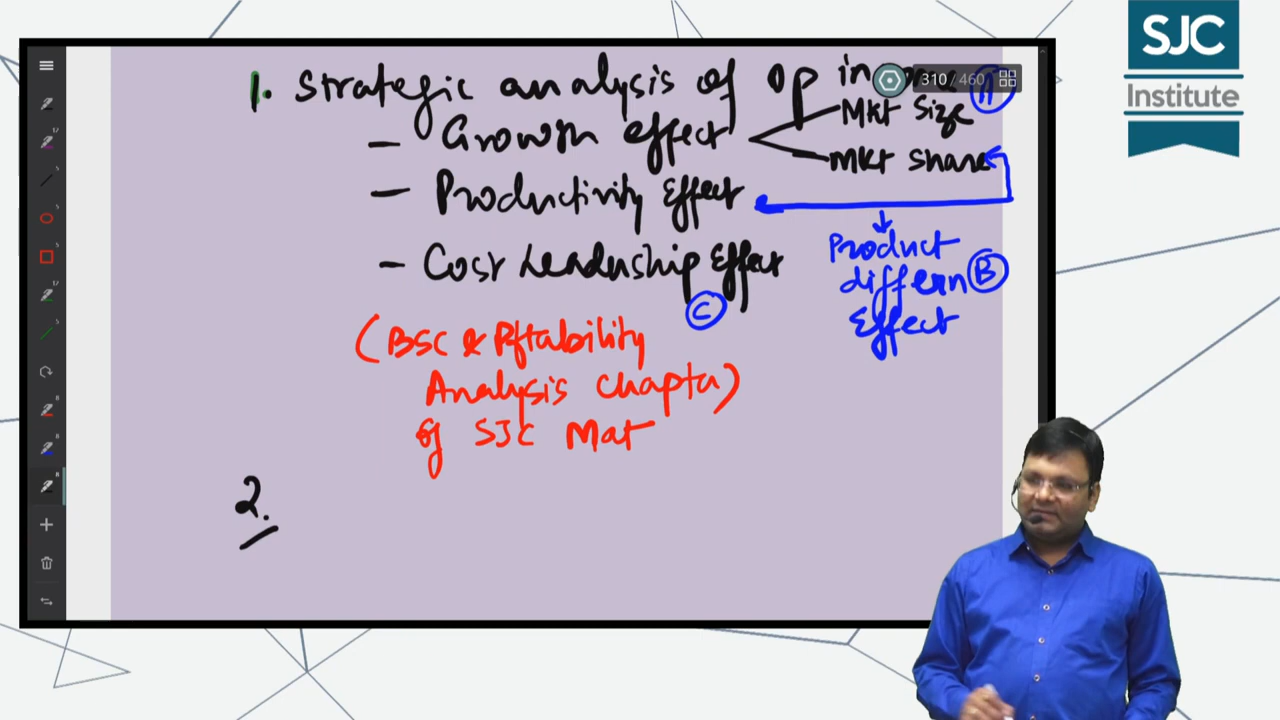 SJC
Institute
310 / 460
1. Strategic analysis of Op in
A
- Growth effect
Mkt Size
Mkt Share
- Productivity Effect
Product
differn B
Effect
- Cost Leadership Effect
C
(BSC & Pftability
Analysis Chapter)
of SJC Mat
2.